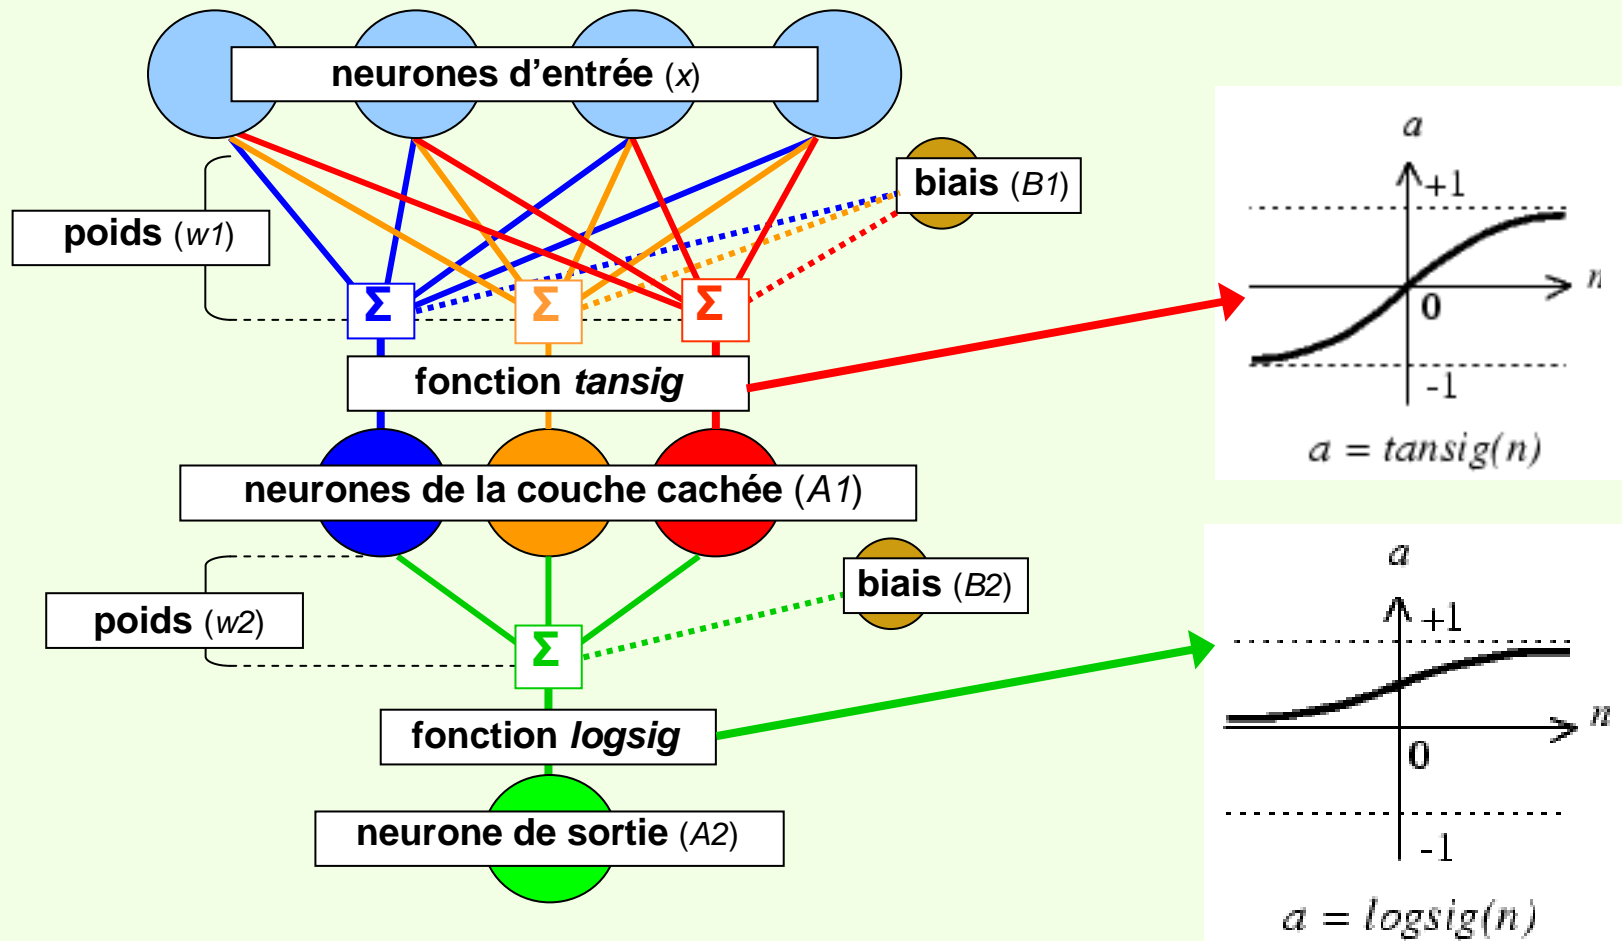 neurones d'entrée (x)
biais (B1)
poids (w1)
Σ Σ Σ
fonction tansig
neurones de la couche cachée (A1)
biais (B2)
poids (w2)
Σ
fonction logsig
neurone de sortie (A2)
a
+1
n
0
-1
a = tansig(n)
a
+1
n
0
-1
a = logsig(n)